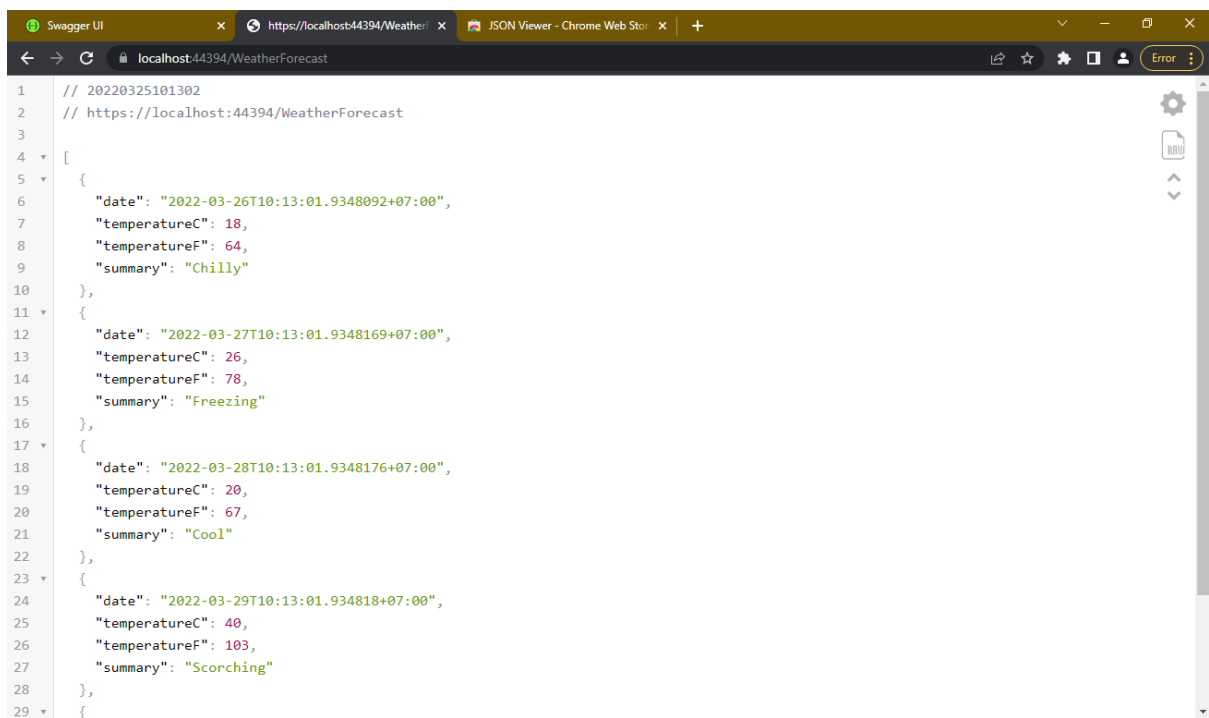 Swagger UI
https://localhost:44394/Weather
JSON Viewer - Chrome Web Stor
localhost:44394/WeatherForecast
Error
1 // 20220325101302
2 // https://localhost:44394/WeatherForecast
3
4 [
5 {
6 "date": "2022-03-26T10:13:01.9348092+07:00",
7 "temperatureC": 18,
8 "temperatureF": 64,
9 "summary": "Chilly"
10 },
11 {
12 "date": "2022-03-27T10:13:01.9348169+07:00",
13 "temperatureC": 26,
14 "temperatureF": 78,
15 "summary": "Freezing"
16 },
17 {
18 "date": "2022-03-28T10:13:01.9348176+07:00",
19 "temperatureC": 20,
20 "temperatureF": 67,
21 "summary": "Cool"
22 },
23 {
24 "date": "2022-03-29T10:13:01.934818+07:00",
25 "temperatureC": 40,
26 "temperatureF": 103,
27 "summary": "Scorching"
28 },
29 {
RAW